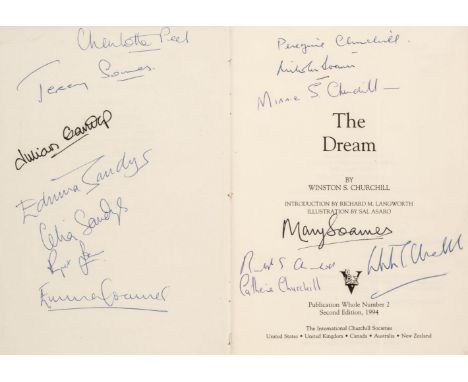 Charlotte Peel
Jeremy Soames
Julian Sandys
Edwina Sandys
Celia Sandys
Emma Soames
Peregrine Churchill.
Nicholas Soames
Minnie S Churchill
The
Dream
BY
WINSTON S. CHURCHILL
INTRODUCTION BY RICHARD M. LANGWORTH
ILLUSTRATION BY SAL ASARO
Mary Soames
Randolph S Churchill
Catherine Churchill
Publication Whole Number 2
Second Edition, 1994
The International Churchill Societies
United States • United Kingdom • Canada • Australia • New Zealand